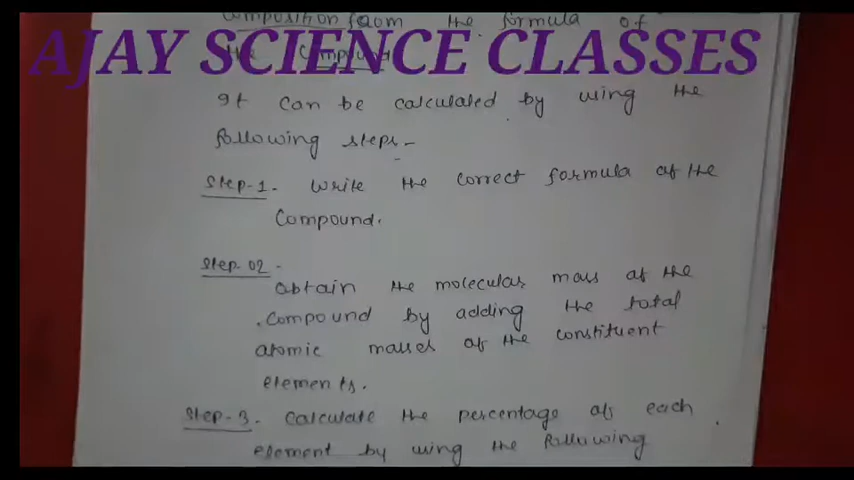 composition from the formula of
AJAY SCIENCE CLASSES
the compound
It can be calculated by using the
following steps-
Step-1. Write the correct formula of the
Compound.
Step-02 -
obtain the molecular mass of the
compound by adding the total
atomic masses of the constituent
elements.
Step-3. Calculate the percentage of each
element by using the following